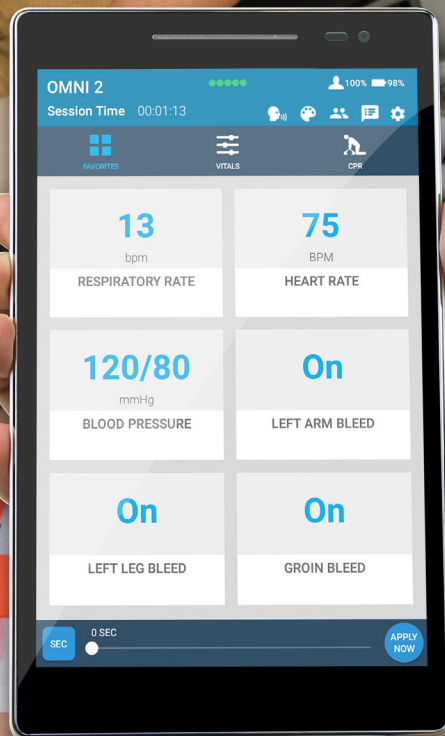 OMNI 2
100% 98%
Session Time 00:01:13
FAVORITES VITALS CPR
13 75
bpm BPM
RESPIRATORY RATE HEART RATE
120/80 On
mmHg
BLOOD PRESSURE LEFT ARM BLEED
On On
LEFT LEG BLEED GROIN BLEED
0 SEC
SEC
APPLY
NOW